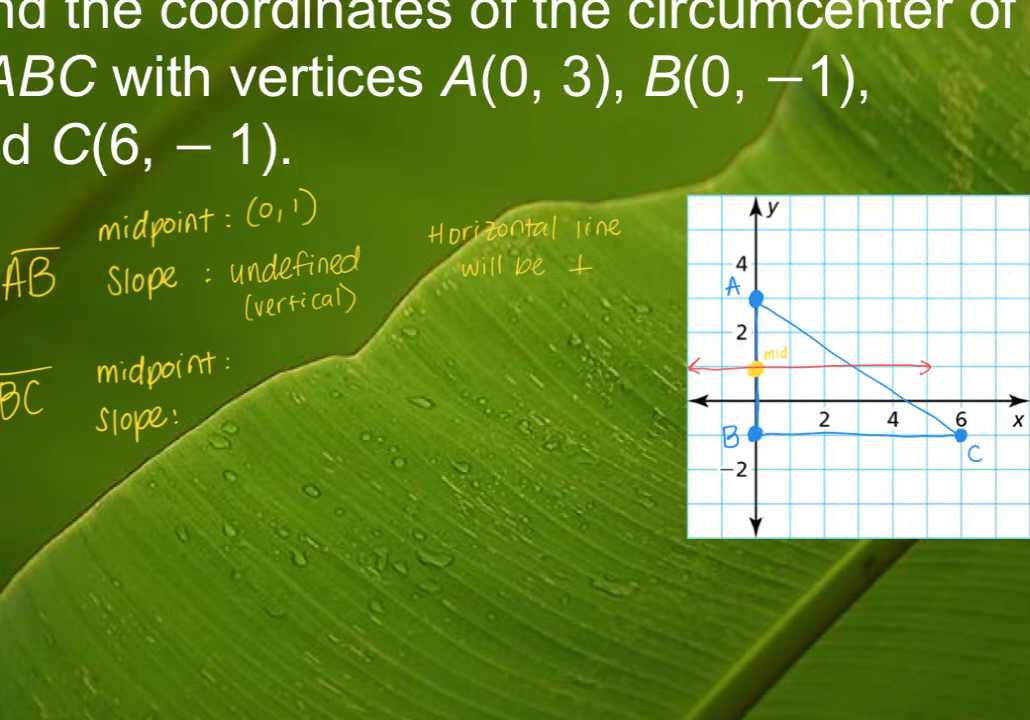 nd the coordinates of the circumcenter of
ABC with vertices A(0, 3), B(0, −1),
d C(6, − 1).
midpoint: (0,1)
AB Slope : undefined
(vertical)
Horizontal line
will be ⊥
BC midpoint:
slope:
y
4
A
2
mid
2 4 6 x
B
C
−2